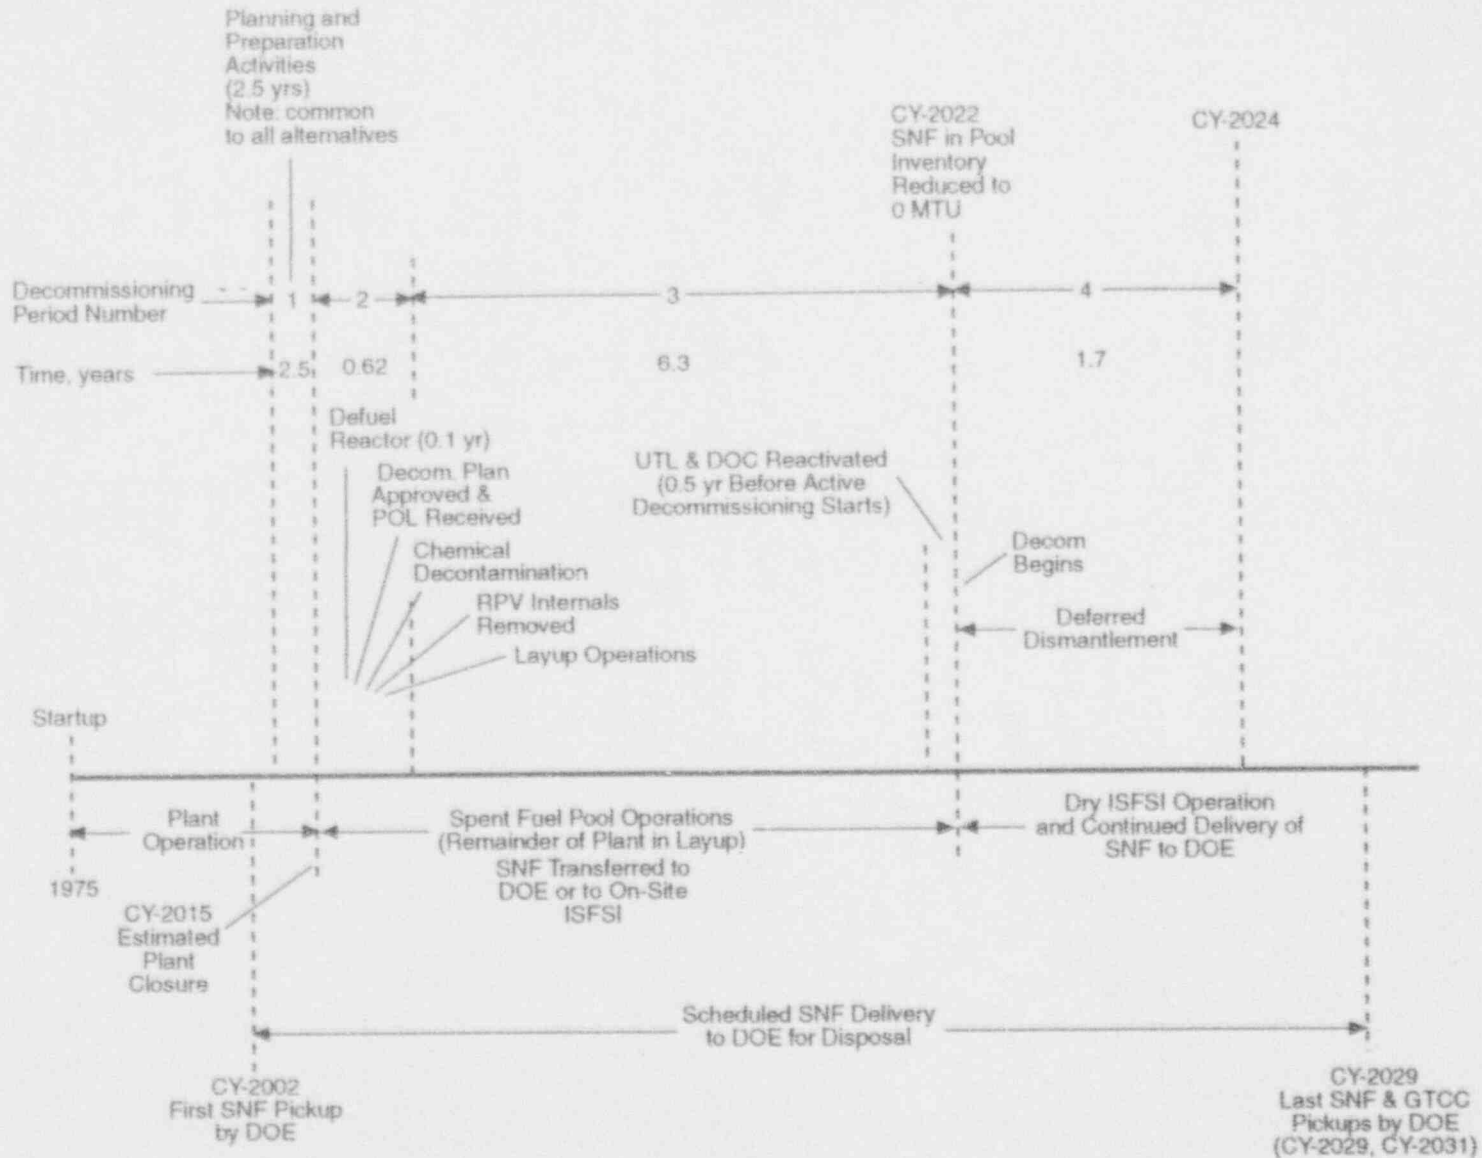 Planning and
Preparation
Activities
(2.5 yrs)
Note: common
to all alternatives
CY-2022
SNF in Pool
Inventory
Reduced to
0 MTU
CY-2024
Decommissioning
Period Number
1
2
3
4
Time, years
2.5
0.62
6.3
1.7
Defuel
Reactor (0.1 yr)
Decom. Plan
Approved &
POL Received
Chemical
Decontamination
RPV Internals
Removed
Layup Operations
UTL & DOC Reactivated
(0.5 yr Before Active
Decommissioning Starts)
Decom
Begins
Deferred
Dismantlement
Startup
Plant
Operation
Spent Fuel Pool Operations
(Remainder of Plant in Layup)
SNF Transferred to
DOE or to On-Site
ISFSI
Dry ISFSI Operation
and Continued Delivery of
SNF to DOE
1975
CY-2015
Estimated
Plant
Closure
Scheduled SNF Delivery
to DOE for Disposal
CY-2002
First SNF Pickup
by DOE
CY-2029
Last SNF & GTCC
Pickups by DOE
(CY-2029, CY-2031)